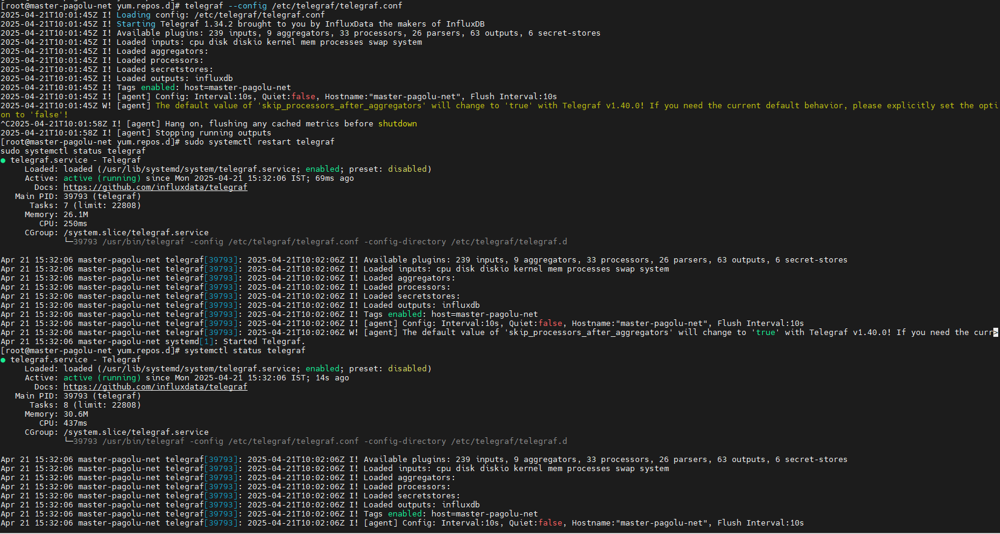 [root@master-pagolu-net yum.repos.d]# telegraf --config /etc/telegraf/telegraf.conf
2025-04-21T10:01:45Z I! Loading config: /etc/telegraf/telegraf.conf
2025-04-21T10:01:45Z I! Starting Telegraf 1.34.2 brought to you by InfluxData the makers of InfluxDB
2025-04-21T10:01:45Z I! Available plugins: 239 inputs, 9 aggregators, 33 processors, 26 parsers, 63 outputs, 6 secret-stores
2025-04-21T10:01:45Z I! Loaded inputs: cpu disk diskio kernel mem processes swap system
2025-04-21T10:01:45Z I! Loaded aggregators:
2025-04-21T10:01:45Z I! Loaded processors:
2025-04-21T10:01:45Z I! Loaded secretstores:
2025-04-21T10:01:45Z I! Loaded outputs: influxdb
2025-04-21T10:01:45Z I! Tags enabled: host=master-pagolu-net
2025-04-21T10:01:45Z I! [agent] Config: Interval:10s, Quiet:false, Hostname:"master-pagolu-net", Flush Interval:10s
2025-04-21T10:01:45Z W! [agent] The default value of 'skip_processors_after_aggregators' will change to 'true' with Telegraf v1.40.0! If you need the current default behavior, please explicitly set the opti
on to 'false'!
^C2025-04-21T10:01:58Z I! [agent] Hang on, flushing any cached metrics before shutdown
2025-04-21T10:01:58Z I! [agent] Stopping running outputs
[root@master-pagolu-net yum.repos.d]# sudo systemctl restart telegraf
sudo systemctl status telegraf
● telegraf.service - Telegraf
Loaded: loaded (/usr/lib/systemd/system/telegraf.service; enabled; preset: disabled)
Active: active (running) since Mon 2025-04-21 15:32:06 IST; 69ms ago
Docs: https://github.com/influxdata/telegraf
Main PID: 39793 (telegraf)
Tasks: 7 (limit: 22808)
Memory: 26.1M
CPU: 250ms
CGroup: /system.slice/telegraf.service
└─39793 /usr/bin/telegraf -config /etc/telegraf/telegraf.conf -config-directory /etc/telegraf/telegraf.d
Apr 21 15:32:06 master-pagolu-net telegraf[39793]: 2025-04-21T10:02:06Z I! Available plugins: 239 inputs, 9 aggregators, 33 processors, 26 parsers, 63 outputs, 6 secret-stores
Apr 21 15:32:06 master-pagolu-net telegraf[39793]: 2025-04-21T10:02:06Z I! Loaded inputs: cpu disk diskio kernel mem processes swap system
Apr 21 15:32:06 master-pagolu-net telegraf[39793]: 2025-04-21T10:02:06Z I! Loaded aggregators:
Apr 21 15:32:06 master-pagolu-net telegraf[39793]: 2025-04-21T10:02:06Z I! Loaded processors:
Apr 21 15:32:06 master-pagolu-net telegraf[39793]: 2025-04-21T10:02:06Z I! Loaded secretstores:
Apr 21 15:32:06 master-pagolu-net telegraf[39793]: 2025-04-21T10:02:06Z I! Loaded outputs: influxdb
Apr 21 15:32:06 master-pagolu-net telegraf[39793]: 2025-04-21T10:02:06Z I! Tags enabled: host=master-pagolu-net
Apr 21 15:32:06 master-pagolu-net telegraf[39793]: 2025-04-21T10:02:06Z I! [agent] Config: Interval:10s, Quiet:false, Hostname:"master-pagolu-net", Flush Interval:10s
Apr 21 15:32:06 master-pagolu-net telegraf[39793]: 2025-04-21T10:02:06Z W! [agent] The default value of 'skip_processors_after_aggregators' will change to 'true' with Telegraf v1.40.0! If you need the curr>
Apr 21 15:32:06 master-pagolu-net systemd[1]: Started Telegraf.
[root@master-pagolu-net yum.repos.d]# systemctl status telegraf
● telegraf.service - Telegraf
Loaded: loaded (/usr/lib/systemd/system/telegraf.service; enabled; preset: disabled)
Active: active (running) since Mon 2025-04-21 15:32:06 IST; 14s ago
Docs: https://github.com/influxdata/telegraf
Main PID: 39793 (telegraf)
Tasks: 8 (limit: 22808)
Memory: 30.6M
CPU: 437ms
CGroup: /system.slice/telegraf.service
└─39793 /usr/bin/telegraf -config /etc/telegraf/telegraf.conf -config-directory /etc/telegraf/telegraf.d
Apr 21 15:32:06 master-pagolu-net telegraf[39793]: 2025-04-21T10:02:06Z I! Available plugins: 239 inputs, 9 aggregators, 33 processors, 26 parsers, 63 outputs, 6 secret-stores
Apr 21 15:32:06 master-pagolu-net telegraf[39793]: 2025-04-21T10:02:06Z I! Loaded inputs: cpu disk diskio kernel mem processes swap system
Apr 21 15:32:06 master-pagolu-net telegraf[39793]: 2025-04-21T10:02:06Z I! Loaded aggregators:
Apr 21 15:32:06 master-pagolu-net telegraf[39793]: 2025-04-21T10:02:06Z I! Loaded processors:
Apr 21 15:32:06 master-pagolu-net telegraf[39793]: 2025-04-21T10:02:06Z I! Loaded secretstores:
Apr 21 15:32:06 master-pagolu-net telegraf[39793]: 2025-04-21T10:02:06Z I! Loaded outputs: influxdb
Apr 21 15:32:06 master-pagolu-net telegraf[39793]: 2025-04-21T10:02:06Z I! Tags enabled: host=master-pagolu-net
Apr 21 15:32:06 master-pagolu-net telegraf[39793]: 2025-04-21T10:02:06Z I! [agent] Config: Interval:10s, Quiet:false, Hostname:"master-pagolu-net", Flush Interval:10s